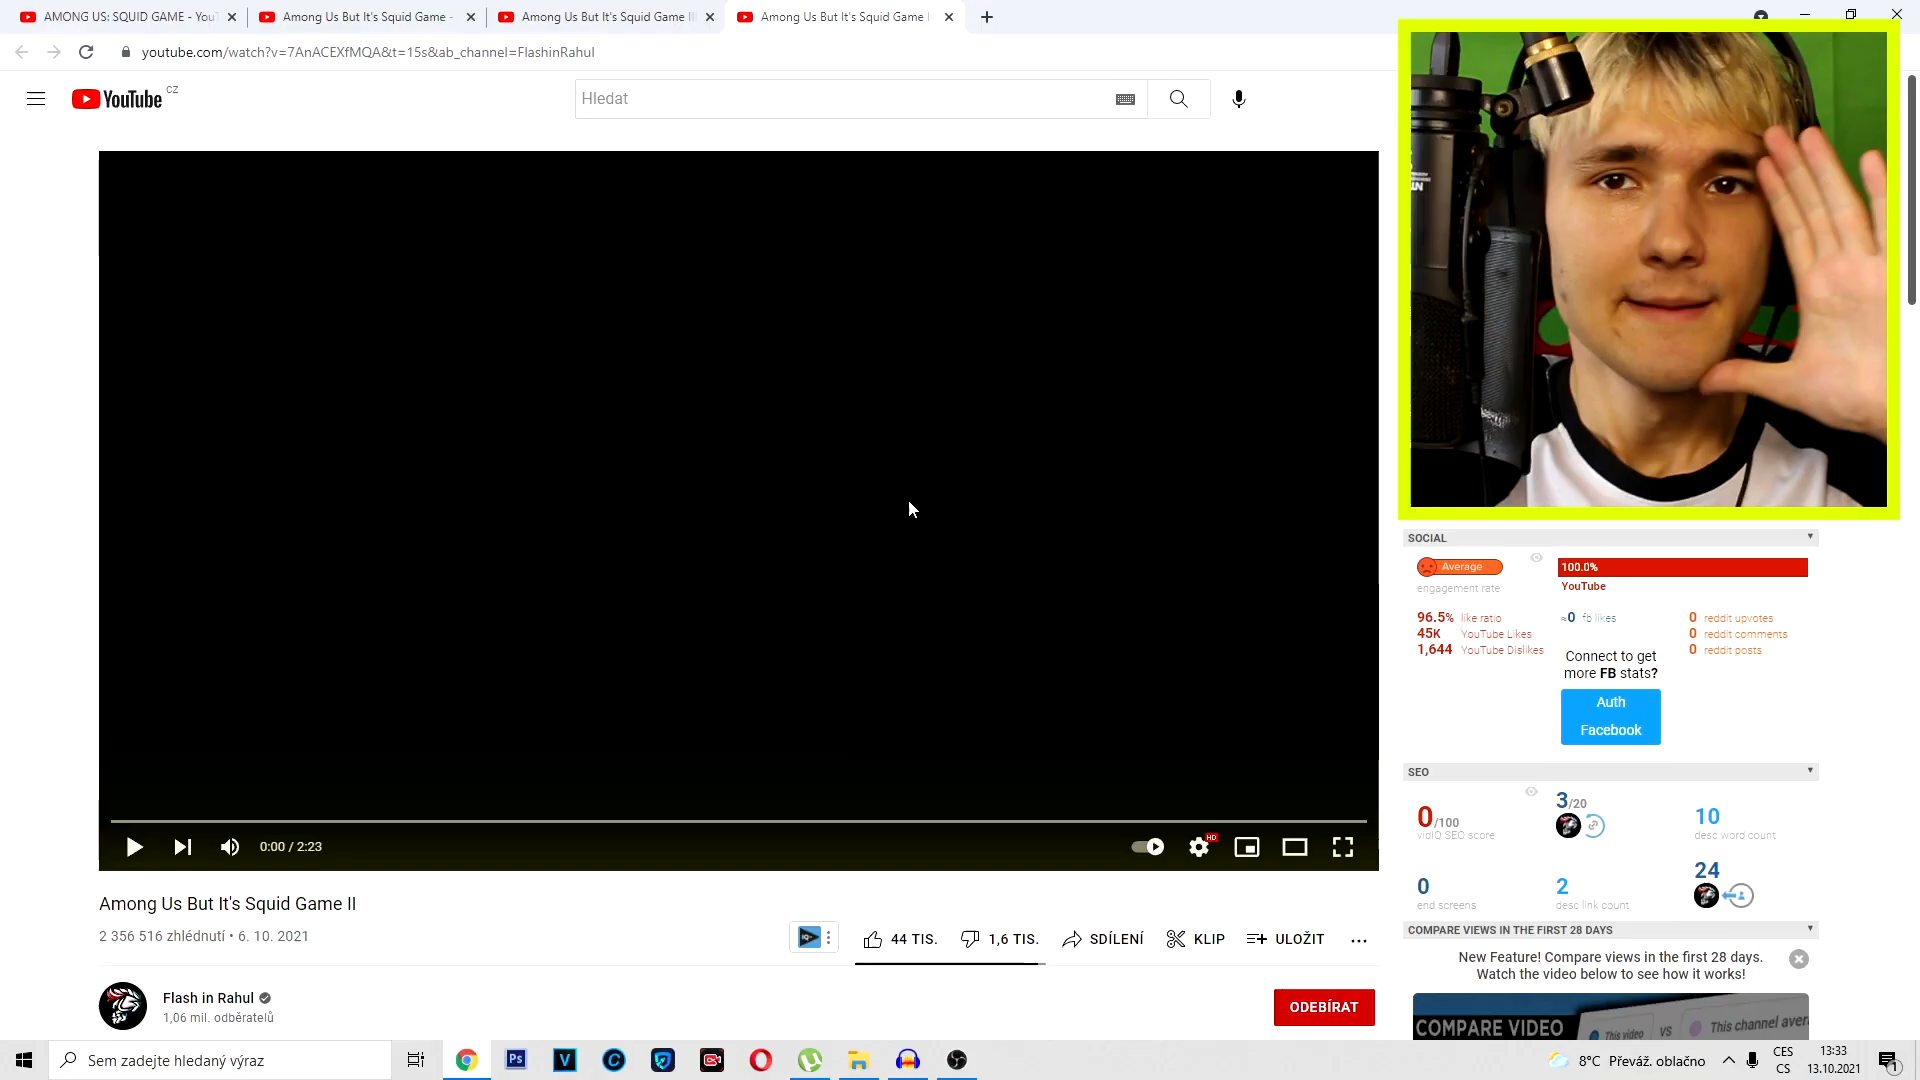 AMONG US: SQUID GAME - You
Among Us But It's Squid Game -
Among Us But It's Squid Game II
Among Us But It's Squid Game
youtube.com/watch?v=7AnACEXfMQA&t=15s&ab_channel=FlashinRahul
YouTube CZ
Hledat
0:00 / 2:23
HD
Among Us But It's Squid Game II
2 356 516 zhlédnutí • 6. 10. 2021
44 TIS.
1,6 TIS.
SDÍLENÍ
KLIP
ULOŽIT
Flash in Rahul
1,06 mil. odběratelů
ODEBÍRAT
SOCIAL
Average
engagement rate
100.0%
YouTube
96.5% like ratio
45K YouTube Likes
1,644 YouTube Dislikes
≈0 fb likes
0 reddit upvotes
0 reddit comments
0 reddit posts
Connect to get
more FB stats?
Auth
Facebook
SEO
0/100
vidIQ SEO score
3/20
10
desc word count
0
end screens
2
desc link count
24
COMPARE VIEWS IN THE FIRST 28 DAYS
New Feature! Compare views in the first 28 days.
Watch the video below to see how it works!
COMPARE VIDEO
This video
VS
This channel
Sem zadejte hledaný výraz
Ps
V
C
8°C Převáž. oblačno
CES
CS
13:33
13.10.2021
1